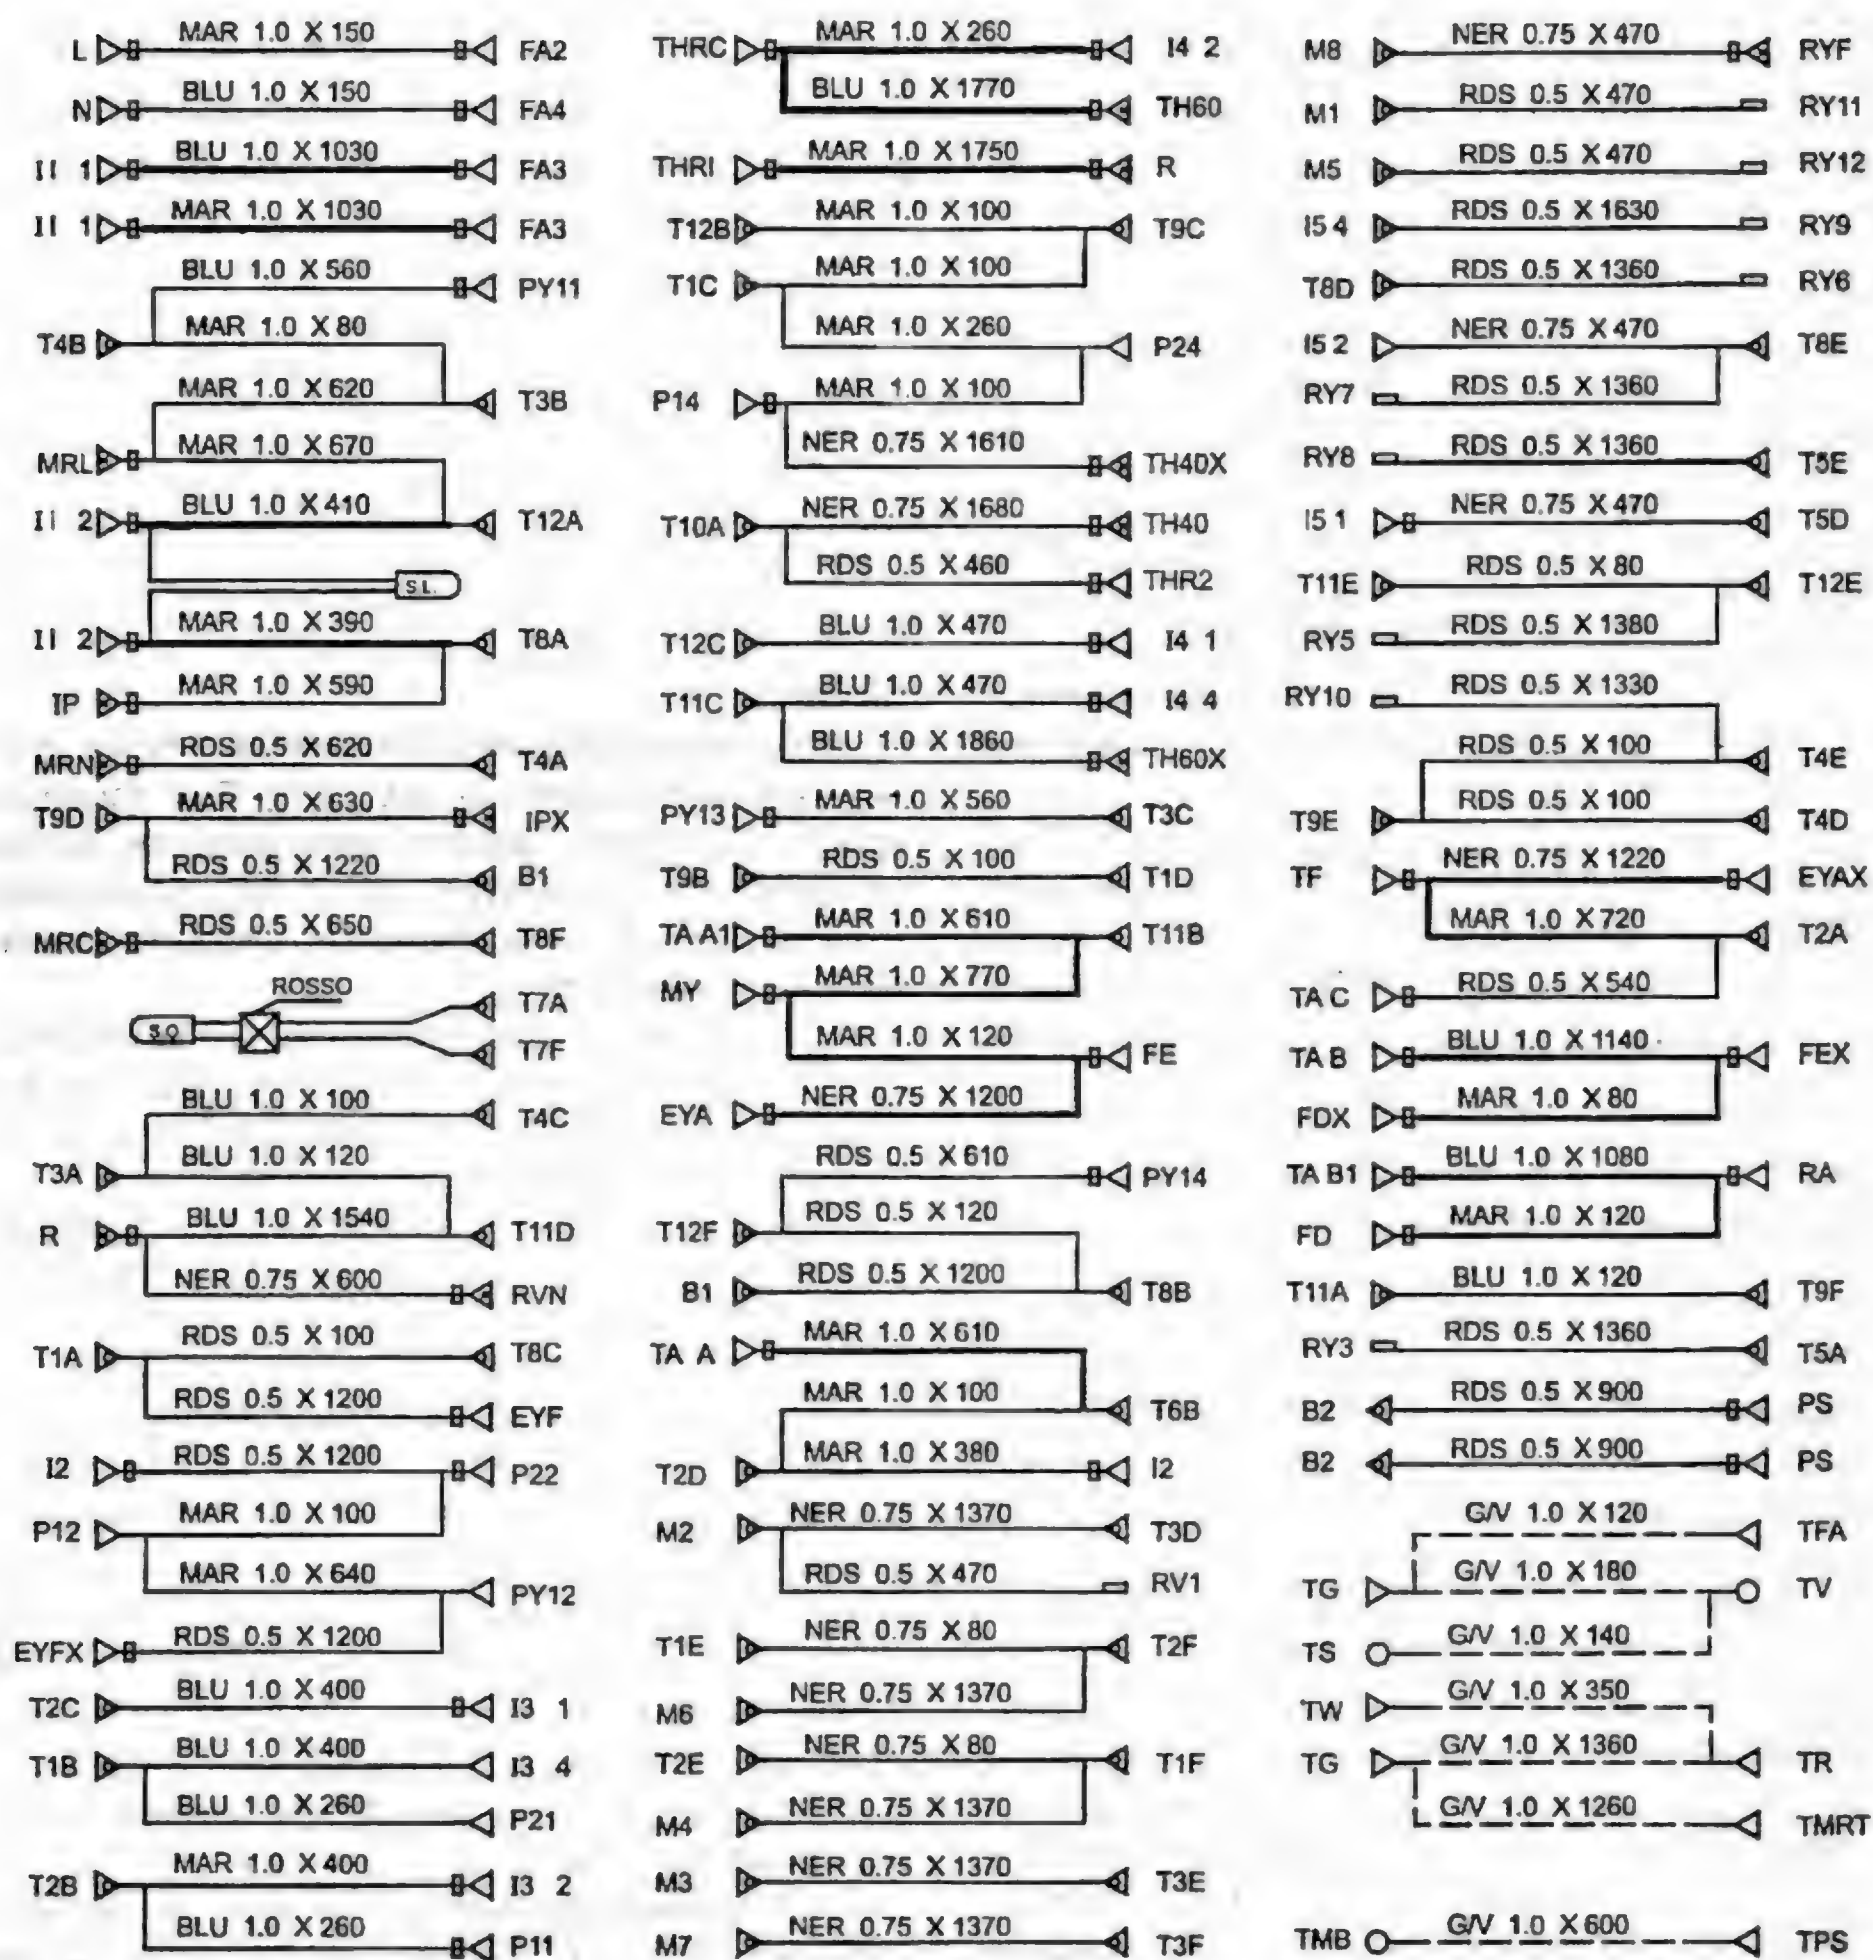 L MAR 1.0 X 150 FA2
N BLU 1.0 X 150 FA4
II 1 BLU 1.0 X 1030 FA3
II 1 MAR 1.0 X 1030 FA3
BLU 1.0 X 560 PY11
T4B MAR 1.0 X 80
MAR 1.0 X 620 T3B
MRL MAR 1.0 X 670
II 2 BLU 1.0 X 410 T12A
S L.
II 2 MAR 1.0 X 390 T8A
IP MAR 1.0 X 590
MRN RDS 0.5 X 620 T4A
T9D MAR 1.0 X 630 IPX
RDS 0.5 X 1220 B1
MRC RDS 0.5 X 650 T8F
ROSSO
T7A
S Q
T7F
BLU 1.0 X 100 T4C
T3A BLU 1.0 X 120
R BLU 1.0 X 1540 T11D
NER 0.75 X 600 RVN
T1A RDS 0.5 X 100 T8C
RDS 0.5 X 1200 EYF
I2 RDS 0.5 X 1200 P22
P12 MAR 1.0 X 100
MAR 1.0 X 640 PY12
EYFX RDS 0.5 X 1200
T2C BLU 1.0 X 400 I3 1
T1B BLU 1.0 X 400 I3 4
BLU 1.0 X 260 P21
T2B MAR 1.0 X 400 I3 2
BLU 1.0 X 260 P11
THRC MAR 1.0 X 260 I4 2
BLU 1.0 X 1770 TH60
THRI MAR 1.0 X 1750 R
T12B MAR 1.0 X 100 T9C
T1C MAR 1.0 X 100
MAR 1.0 X 260 P24
P14 MAR 1.0 X 100
NER 0.75 X 1610 TH40X
T10A NER 0.75 X 1680 TH40
RDS 0.5 X 460 THR2
T12C BLU 1.0 X 470 I4 1
T11C BLU 1.0 X 470 I4 4
BLU 1.0 X 1860 TH60X
PY13 MAR 1.0 X 560 T3C
T9B RDS 0.5 X 100 T1D
TA A1 MAR 1.0 X 610 T11B
MY MAR 1.0 X 770
MAR 1.0 X 120 FE
EYA NER 0.75 X 1200
RDS 0.5 X 610 PY14
T12F RDS 0.5 X 120
B1 RDS 0.5 X 1200 T8B
TA A MAR 1.0 X 610
MAR 1.0 X 100 T6B
T2D MAR 1.0 X 380 I2
M2 NER 0.75 X 1370 T3D
RDS 0.5 X 470 RV1
T1E NER 0.75 X 80 T2F
M6 NER 0.75 X 1370
T2E NER 0.75 X 80 T1F
M4 NER 0.75 X 1370
M3 NER 0.75 X 1370 T3E
M7 NER 0.75 X 1370 T3F
M8 NER 0.75 X 470 RYF
M1 RDS 0.5 X 470 RY11
M5 RDS 0.5 X 470 RY12
I5 4 RDS 0.5 X 1630 RY9
T8D RDS 0.5 X 1360 RY6
I5 2 NER 0.75 X 470 T8E
RY7 RDS 0.5 X 1360
RY8 RDS 0.5 X 1360 T5E
I5 1 NER 0.75 X 470 T5D
T11E RDS 0.5 X 80 T12E
RY5 RDS 0.5 X 1380
RY10 RDS 0.5 X 1330
RDS 0.5 X 100 T4E
T9E RDS 0.5 X 100 T4D
TF NER 0.75 X 1220 EYAX
MAR 1.0 X 720 T2A
TA C RDS 0.5 X 540
TA B BLU 1.0 X 1140 FEX
FDX MAR 1.0 X 80
TA B1 BLU 1.0 X 1080 RA
FD MAR 1.0 X 120
T11A BLU 1.0 X 120 T9F
RY3 RDS 0.5 X 1360 T5A
B2 RDS 0.5 X 900 PS
B2 RDS 0.5 X 900 PS
G/V 1.0 X 120 TFA
TG G/V 1.0 X 180 TV
TS G/V 1.0 X 140
TW G/V 1.0 X 350
TG G/V 1.0 X 1360 TR
G/V 1.0 X 1260 TMRT
TMB G/V 1.0 X 600 TPS